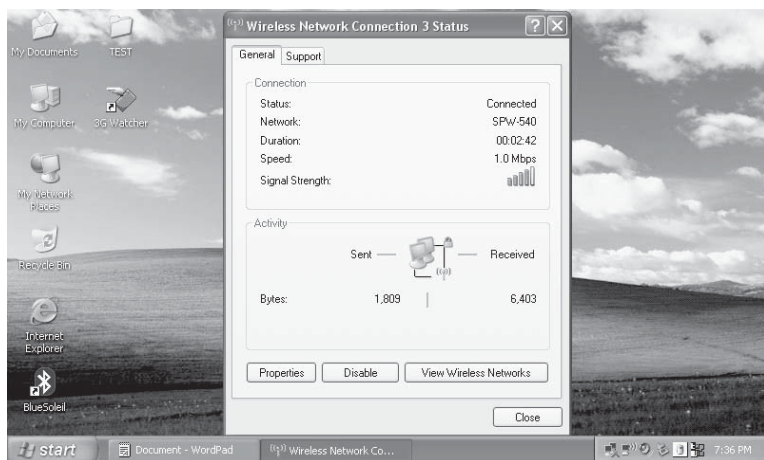 My Documents
TEST
My Computer
3G Watcher
My Network
Places
Recycle Bin
Internet
Explorer
BlueSoleil
Wireless Network Connection 3 Status
General
Support
Connection
Status: Connected
Network: SPW-540
Duration: 00:02:42
Speed: 1.0 Mbps
Signal Strength:
Activity
Sent Received
Bytes: 1,809 6,403
Properties
Disable
View Wireless Networks
Close
start
Document - WordPad
Wireless Network Co...
7:36 PM